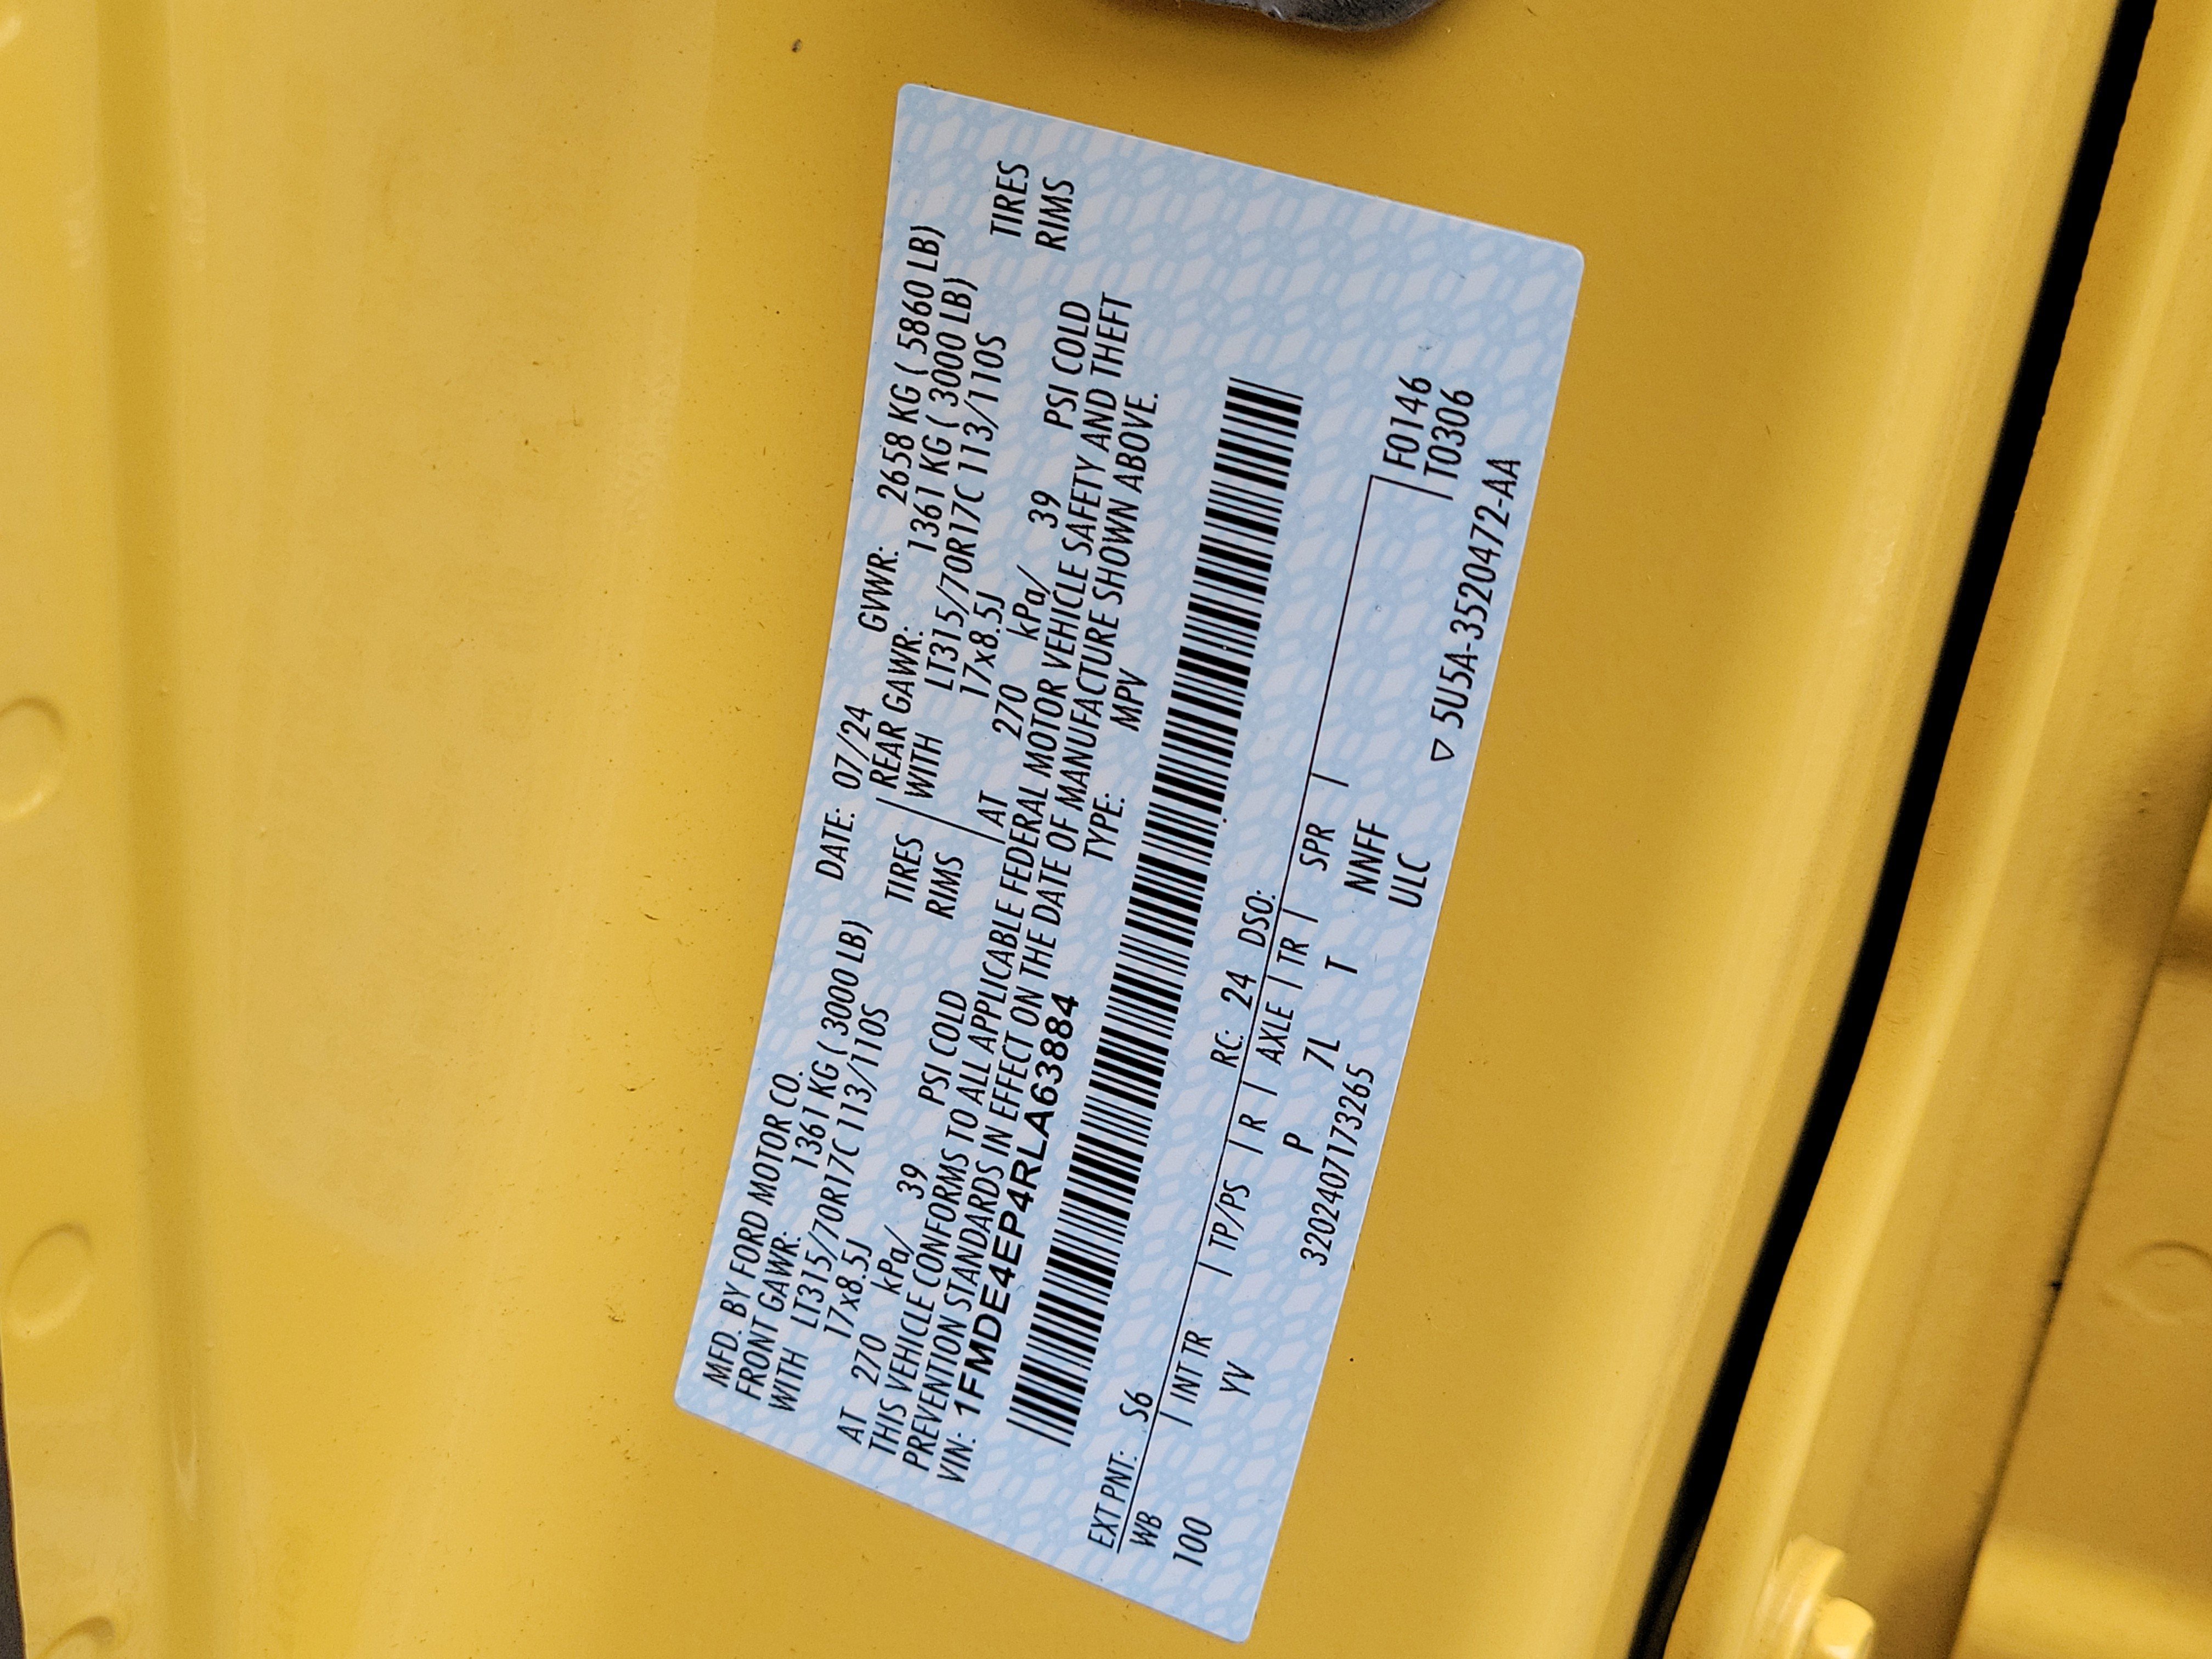 MFD. BY FORD MOTOR CO.
DATE: 07/24 GVWR: 2658 KG ( 5860 LB)
FRONT GAWR: 1361 KG ( 3000 LB) REAR GAWR: 1361 KG ( 3000 LB)
WITH LT315/70R17C 113/110S TIRES WITH LT315/70R17C 113/110S TIRES
17x8.5J RIMS 17x8.5J RIMS
AT 270 kPa/ 39 PSI COLD AT 270 kPa/ 39 PSI COLD
THIS VEHICLE CONFORMS TO ALL APPLICABLE FEDERAL MOTOR VEHICLE SAFETY AND THEFT
PREVENTION STANDARDS IN EFFECT ON THE DATE OF MANUFACTURE SHOWN ABOVE.
VIN: 1FMDE4EP4RLA63884 TYPE: MPV
EXT PNT: S6 RC: 24 DSO:
WB | INT TR | TP/PS | R | AXLE | TR | SPR |
100 YV P 7L T NNFF F0146
320240717 3265 ULC T0306
▽ 5U5A-3520472-AA